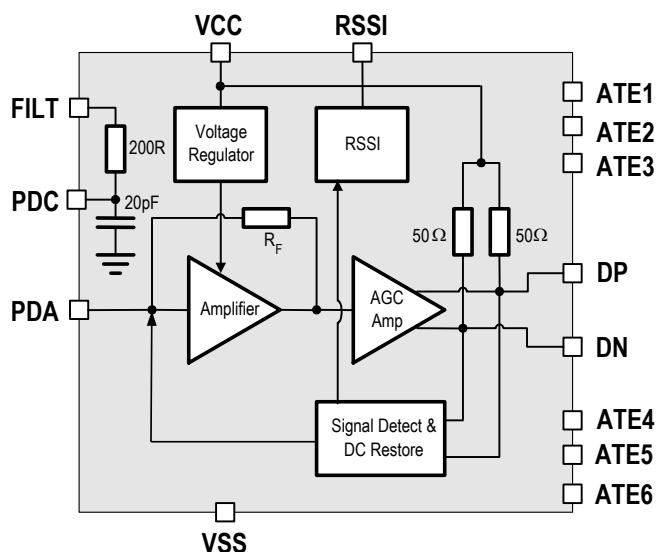 VCC
RSSI
FILT
ATE1
ATE2
ATE3
200R
Voltage
Regulator
RSSI
PDC
20pF
50Ω
50Ω
R_F
DP
PDA
Amplifier
AGC
Amp
DN
Signal Detect &
DC Restore
ATE4
ATE5
ATE6
VSS